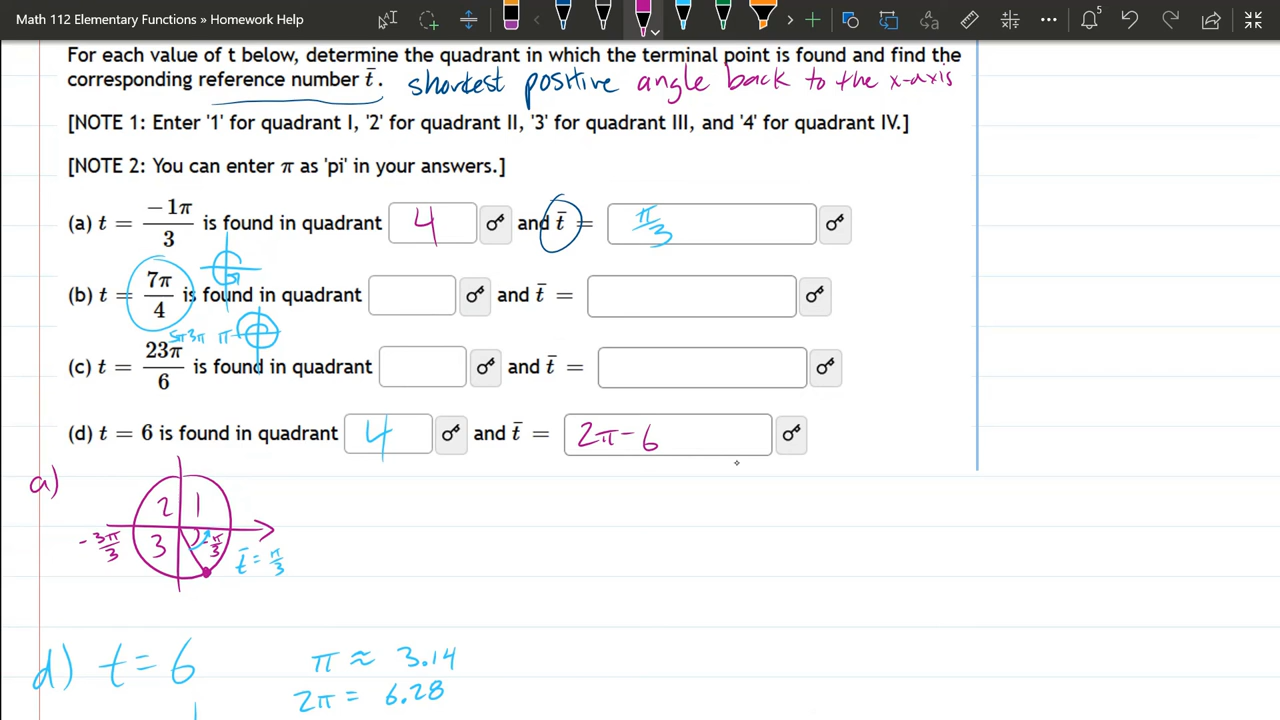 Math 112 Elementary Functions » Homework Help
5
For each value of t below, determine the quadrant in which the terminal point is found and find the
corresponding reference number t̄ . shortest positive angle back to the x-axis
[NOTE 1: Enter '1' for quadrant I, '2' for quadrant II, '3' for quadrant III, and '4' for quadrant IV.]
[NOTE 2: You can enter π as 'pi' in your answers.]
(a) t = −1π/3 is found in quadrant 4 and t̄ = π/3
(b) t = 7π/4 is found in quadrant and t̄ =
5π 3π π
(c) t = 23π/6 is found in quadrant and t̄ =
(d) t = 6 is found in quadrant 4 and t̄ = 2π-6
a)
2 1
-3π/3 3 -π/3
t̄ = π/3
d) t = 6 π ≈ 3.14
2π = 6.28